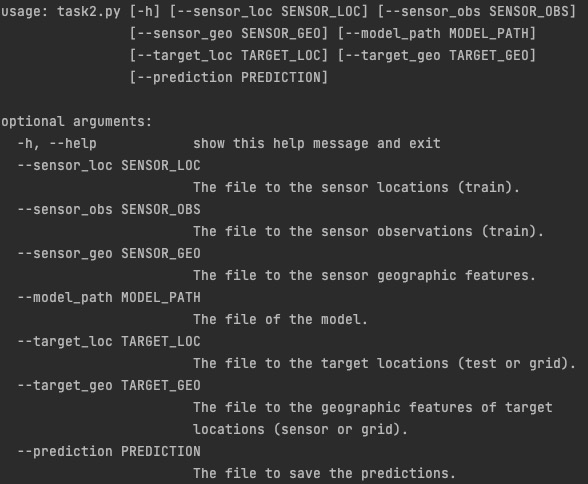 usage: task2.py [-h] [--sensor_loc SENSOR_LOC] [--sensor_obs SENSOR_OBS]
[--sensor_geo SENSOR_GEO] [--model_path MODEL_PATH]
[--target_loc TARGET_LOC] [--target_geo TARGET_GEO]
[--prediction PREDICTION]
optional arguments:
-h, --help show this help message and exit
--sensor_loc SENSOR_LOC
The file to the sensor locations (train).
--sensor_obs SENSOR_OBS
The file to the sensor observations (train).
--sensor_geo SENSOR_GEO
The file to the sensor geographic features.
--model_path MODEL_PATH
The file of the model.
--target_loc TARGET_LOC
The file to the target locations (test or grid).
--target_geo TARGET_GEO
The file to the geographic features of target
locations (sensor or grid).
--prediction PREDICTION
The file to save the predictions.